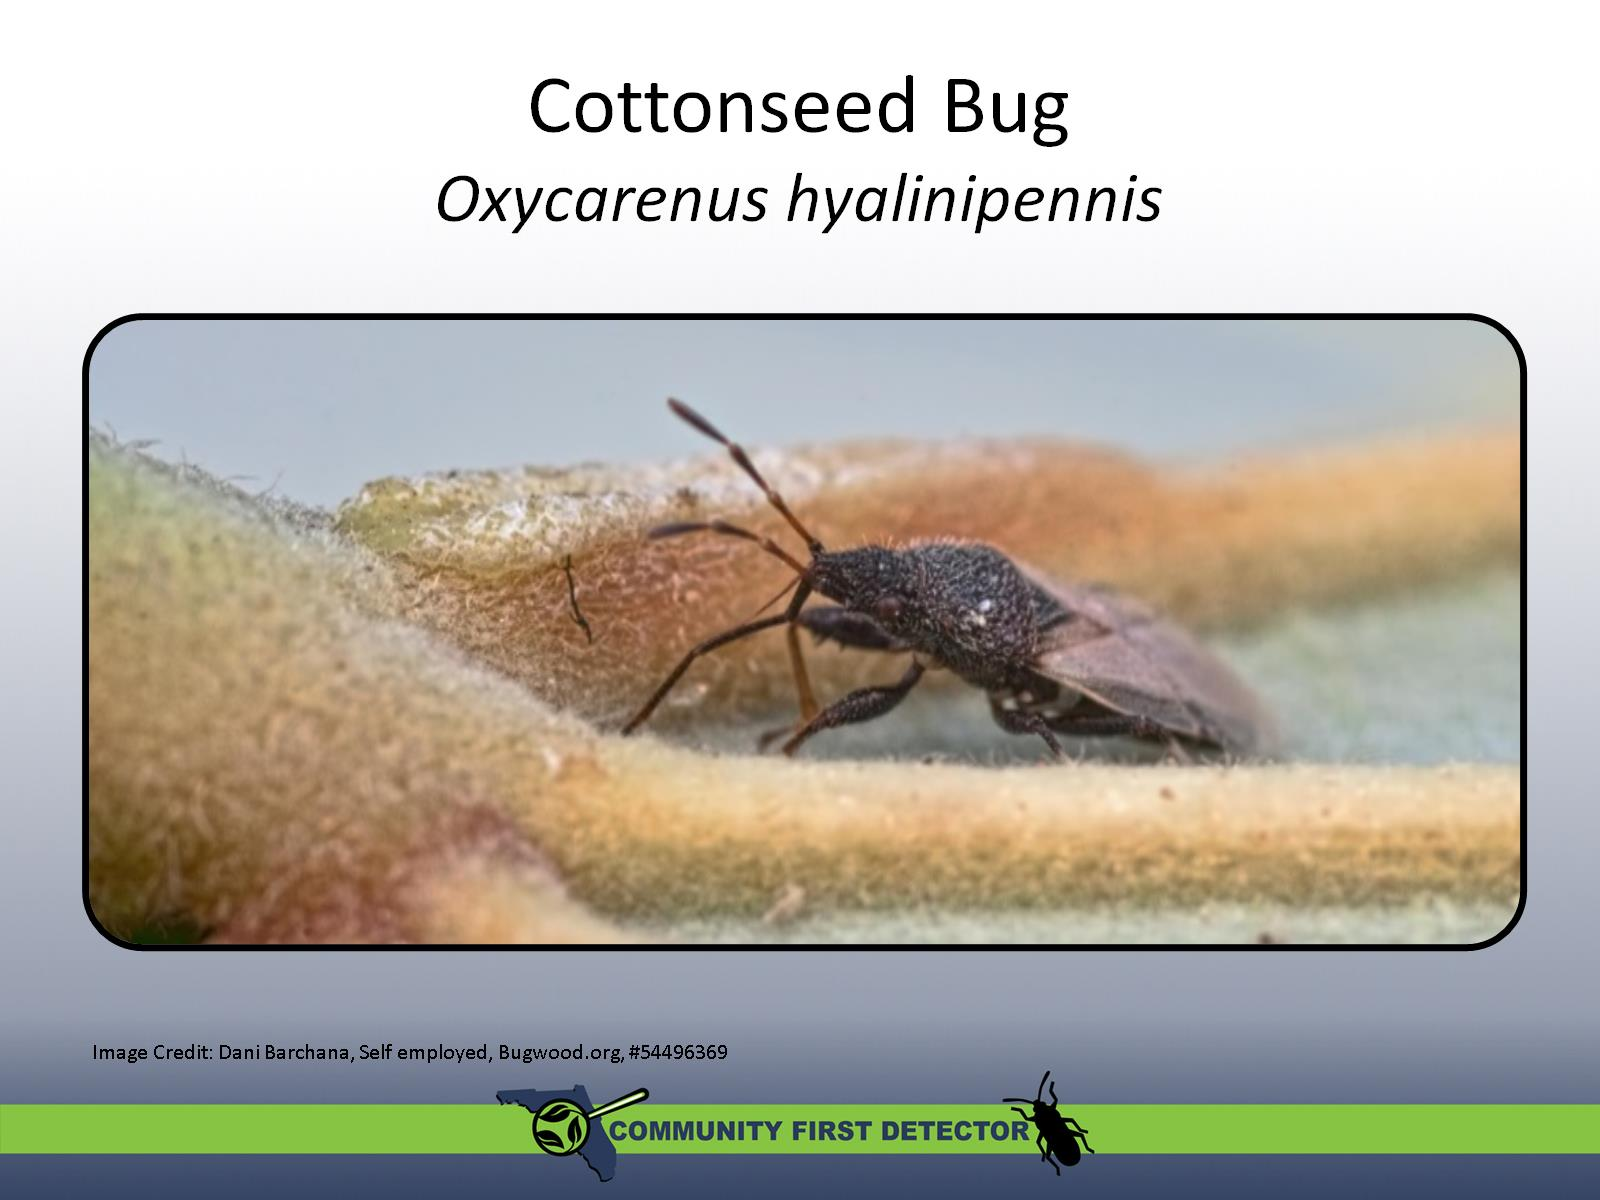 Cottonseed Bug
Oxycarenus hyalinipennis
Image Credit: Dani Barchana, Self employed, Bugwood.org, #54496369
COMMUNITY FIRST DETECTOR